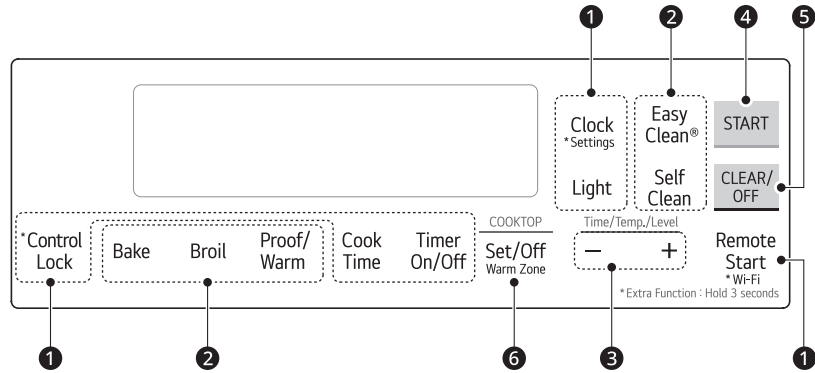 1
2
4
5
Clock
*Settings
Light
Easy
Clean®
Self
Clean
START
CLEAR/
OFF
*Control
Lock
Bake
Broil
Proof/
Warm
Cook
Time
Timer
On/Off
COOKTOP
Set/Off
Warm Zone
Time/Temp./Level
− +
Remote
Start
*Wi-Fi
*Extra Function : Hold 3 seconds
1
2
6
3
1